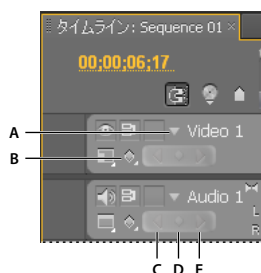 タイムライン: Sequence 01 ×
00;00;06;17
A
Video 1
B
Audio 1
L
R
C D E